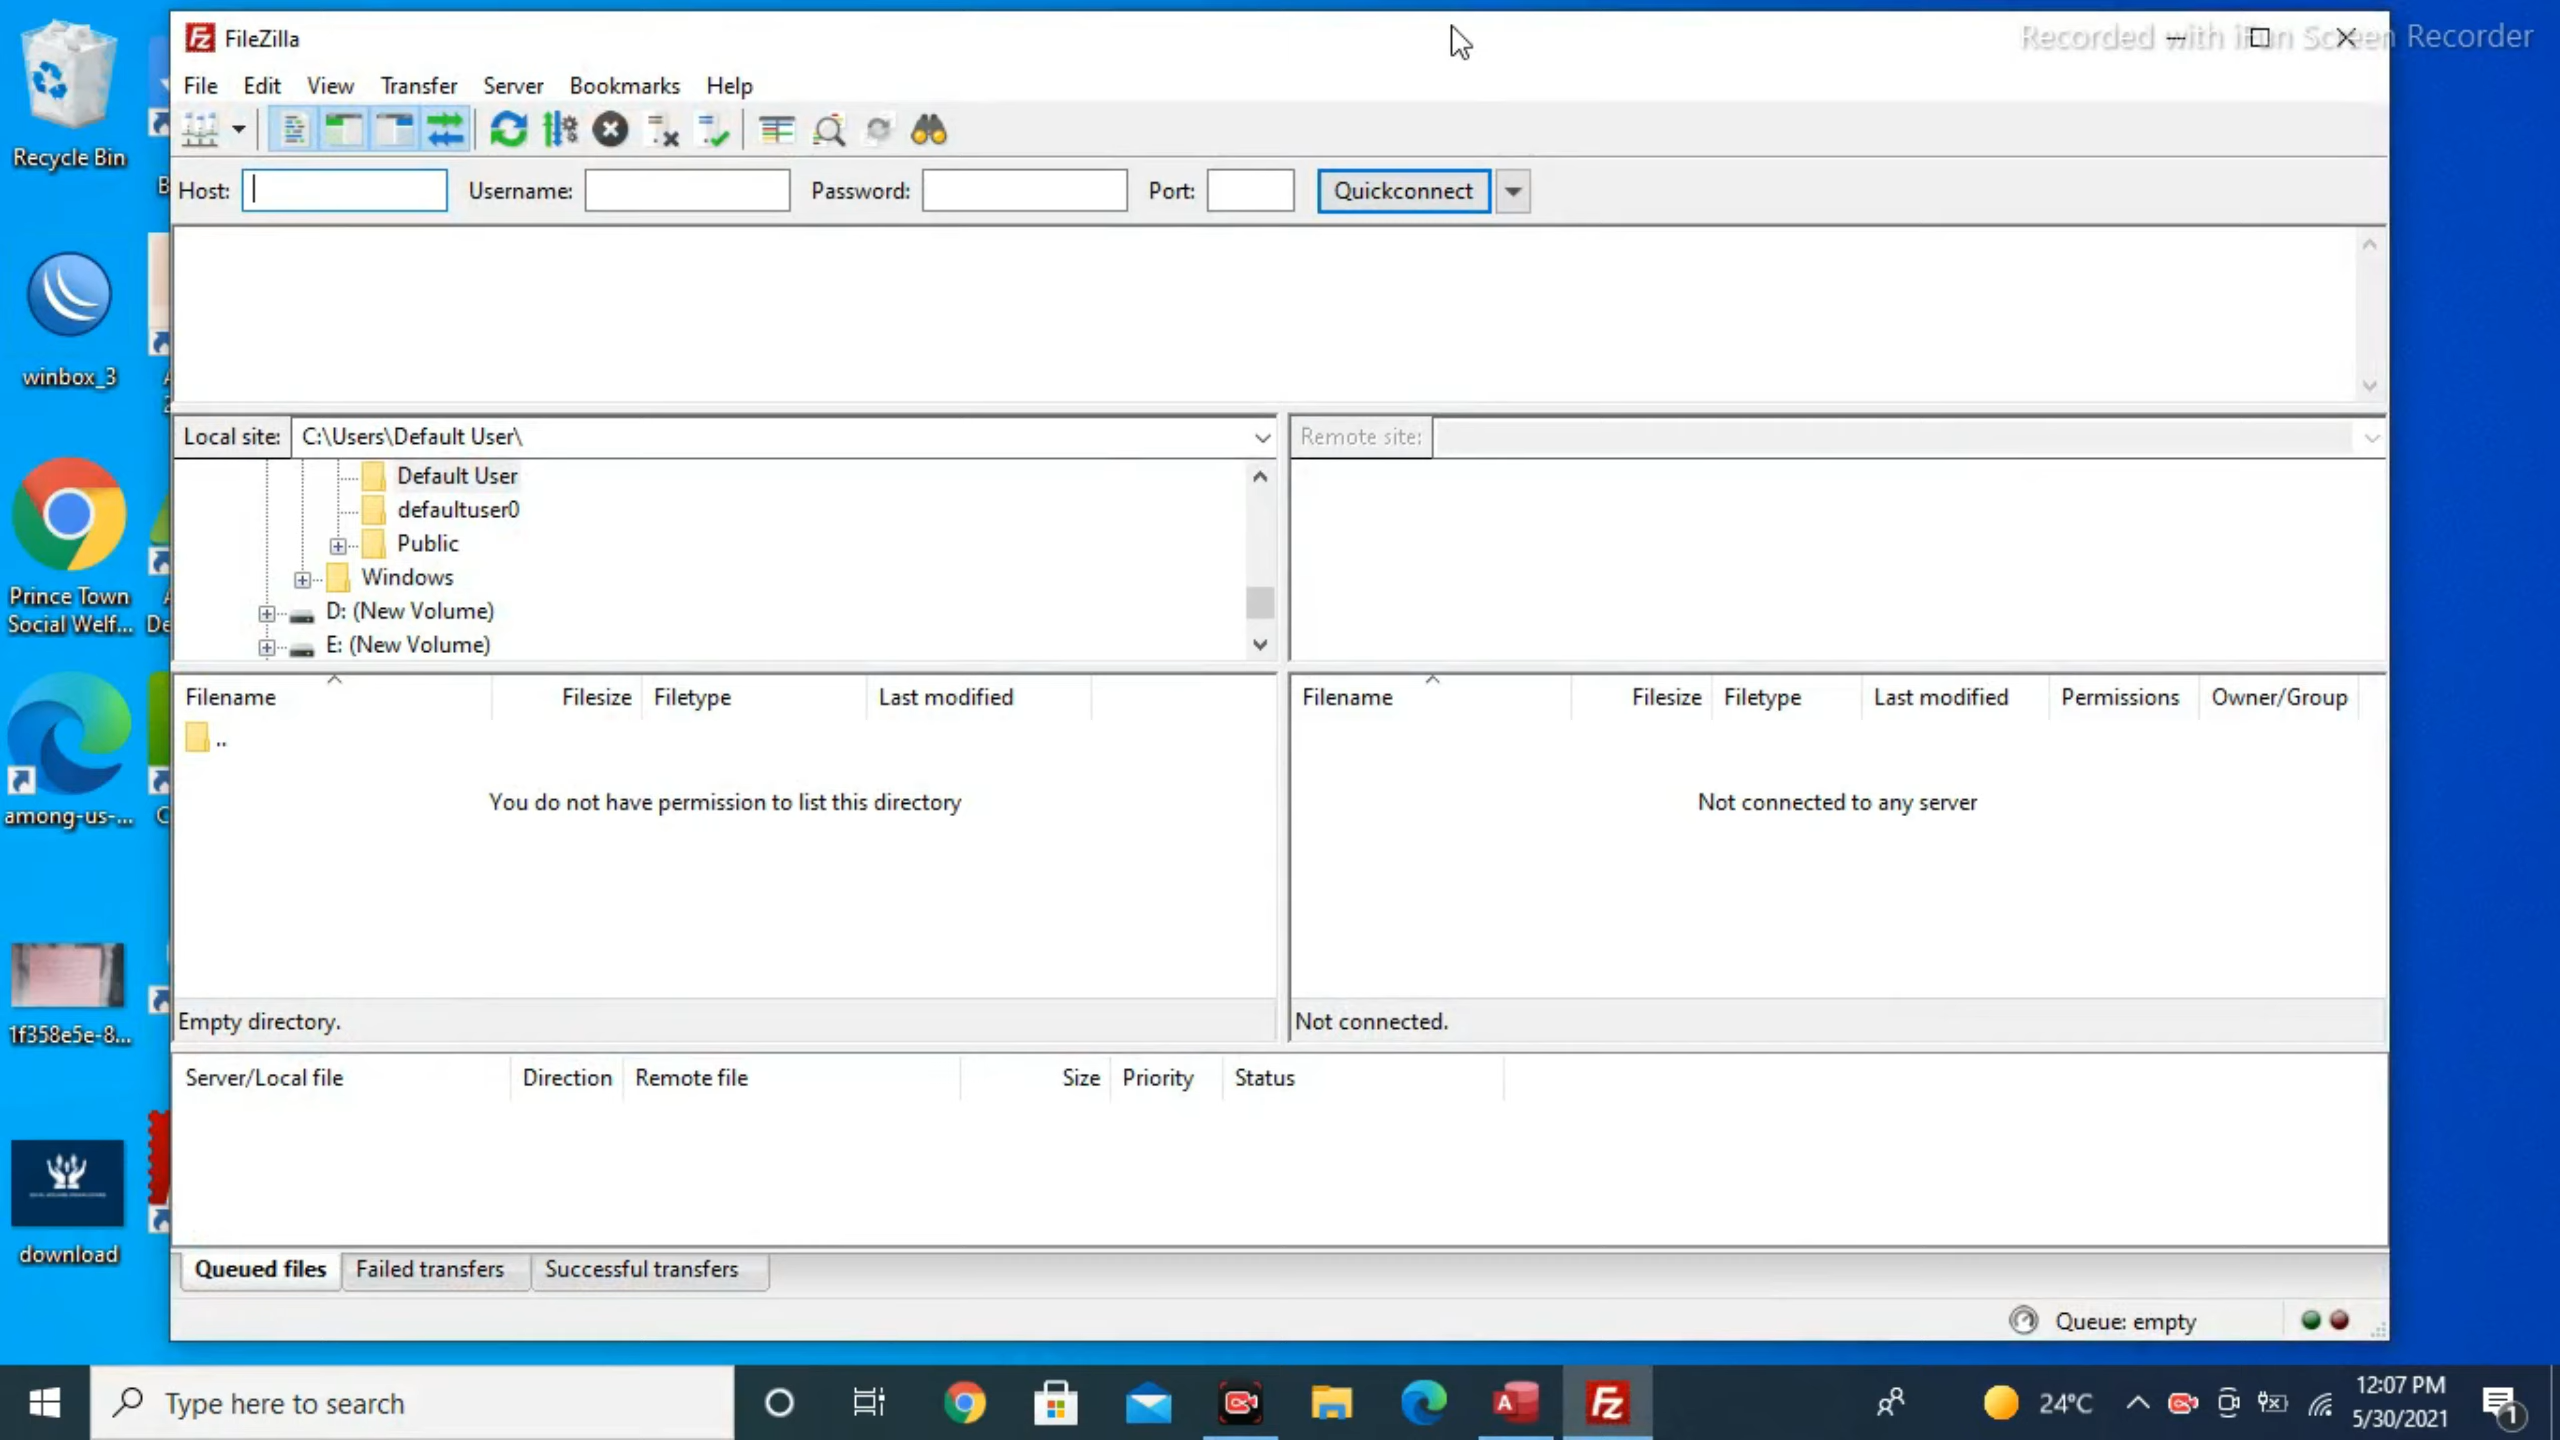 FileZilla
Recorded with iFun Screen Recorder
File Edit View Transfer Server Bookmarks Help
Host: Username: Password: Port: Quickconnect
Local site: C:\Users\Default User\
Default User
defaultuser0
Public
Windows
D: (New Volume)
E: (New Volume)
Remote site:
Filename Filesize Filetype Last modified
..
You do not have permission to list this directory
Empty directory.
Filename Filesize Filetype Last modified Permissions Owner/Group
Not connected to any server
Not connected.
Server/Local file Direction Remote file Size Priority Status
Queued files Failed transfers Successful transfers
Queue: empty
Recycle Bin
winbox_3
Prince Town
Social Welf...
among-us-...
1f358e5e-8...
download
De
Type here to search
24°C
12:07 PM
5/30/2021
1